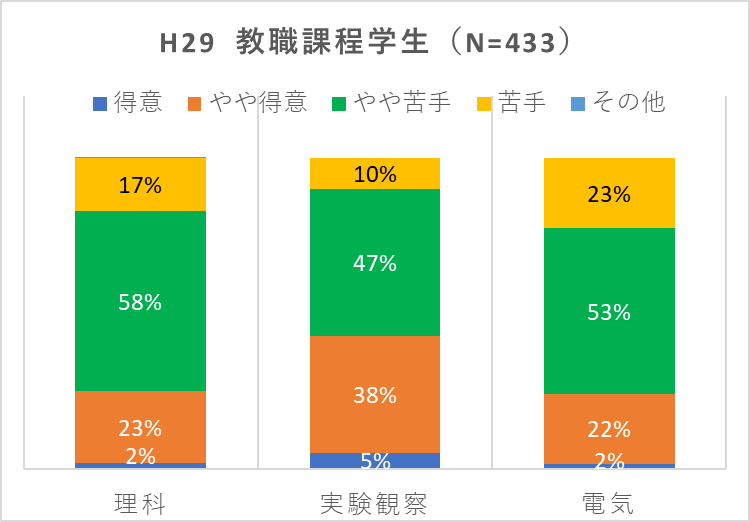 H29 教職課程学生（N=433）
得意 やや得意 やや苦手 苦手 その他
17% 10% 23%
58% 47% 53%
23% 38% 22%
2% 5% 2%
理科 実験観察 電気